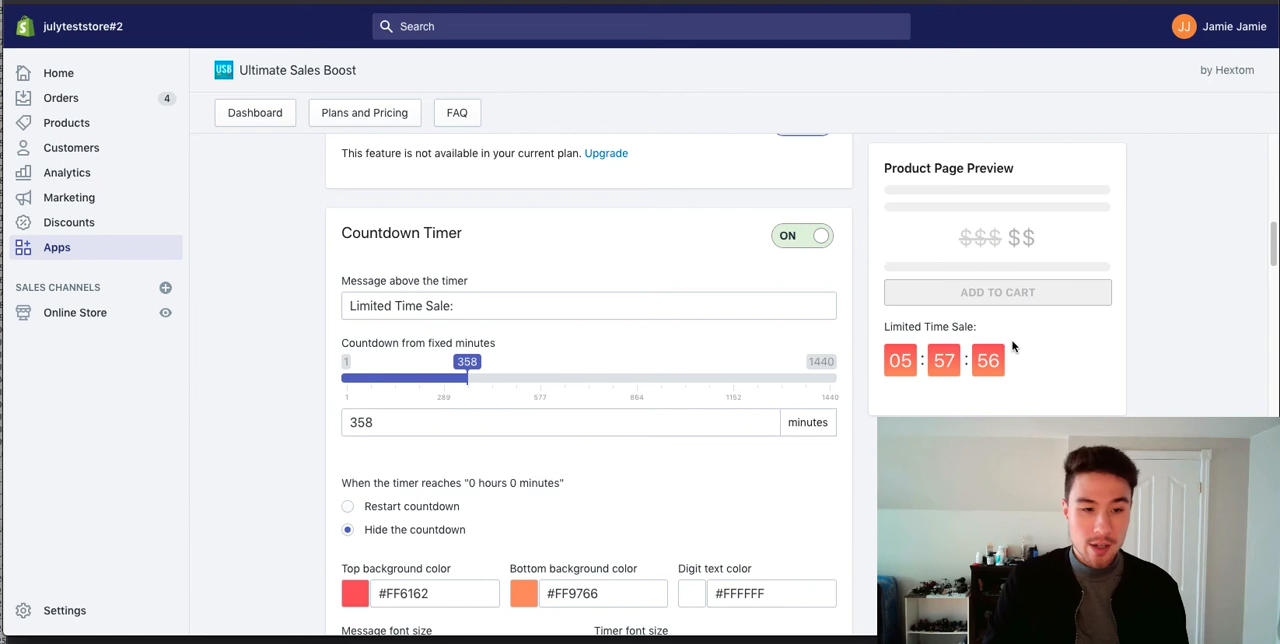 julyteststore#2
Search
JJ Jamie Jamie
Home
Orders 4
Products
Customers
Analytics
Marketing
Discounts
Apps
SALES CHANNELS
Online Store
Settings
USB Ultimate Sales Boost
by Hextom
Dashboard
Plans and Pricing
FAQ
This feature is not available in your current plan. Upgrade
Countdown Timer
ON
Message above the timer
Limited Time Sale:
Countdown from fixed minutes
1 358 1440
1 289 577 864 1152 1440
358 minutes
When the timer reaches "0 hours 0 minutes"
Restart countdown
Hide the countdown
Top background color Bottom background color Digit text color
#FF6162 #FF9766 #FFFFFF
Message font size Timer font size
Product Page Preview
$$$ $$
ADD TO CART
Limited Time Sale:
05 : 57 : 56